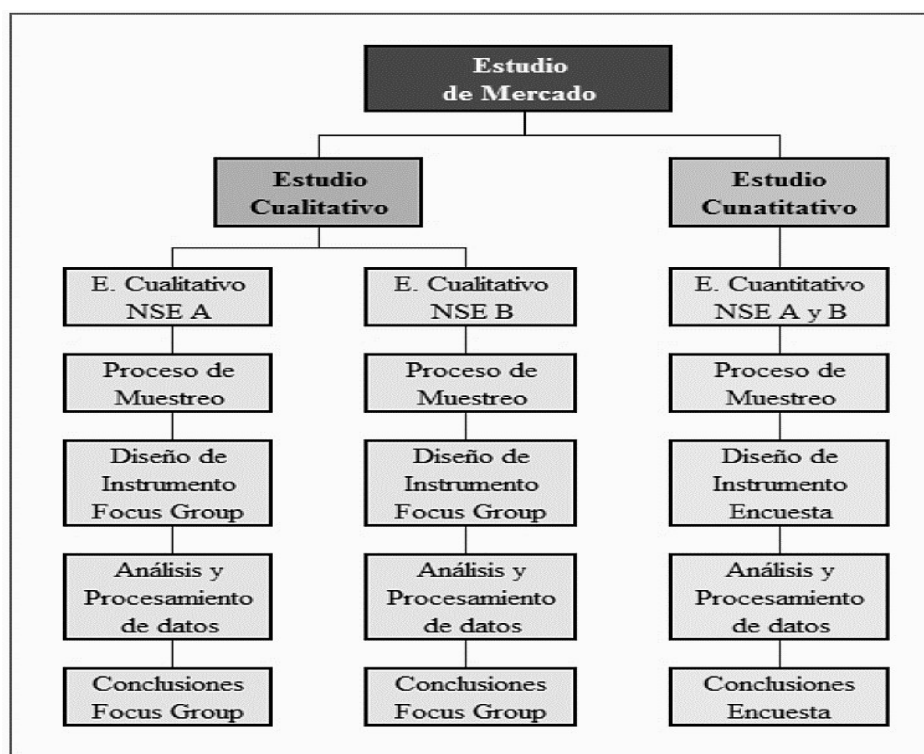 Estudio
de Mercado
Estudio
Cualitativo
Estudio
Cunatitativo
E. Cualitativo
NSE A
E. Cualitativo
NSE B
E. Cuantitativo
NSE A y B
Proceso de
Muestreo
Proceso de
Muestreo
Proceso de
Muestreo
Diseño de
Instrumento
Focus Group
Diseño de
Instrumento
Focus Group
Diseño de
Instrumento
Encuesta
Análisis y
Procesamiento
de datos
Análisis y
Procesamiento
de datos
Análisis y
Procesamiento
de datos
Conclusiones
Focus Group
Conclusiones
Focus Group
Conclusiones
Encuesta